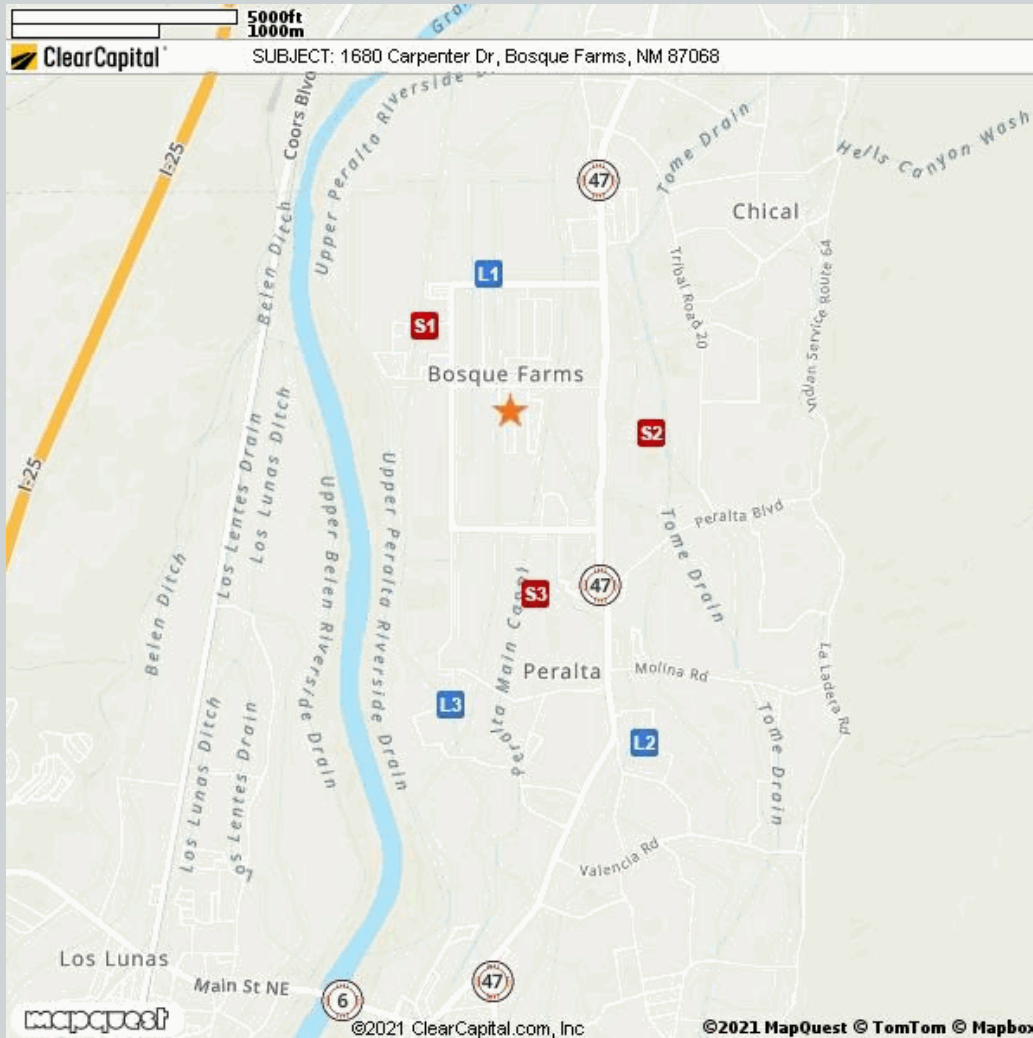 5000ft
1000m
ClearCapital
SUBJECT: 1680 Carpenter Dr, Bosque Farms, NM 87068
I-25
Coors Blvd
Upper Peralta Riverside
47
Tome Drain
Hells Canyon Wash
Chical
Belen Ditch
L1
Tribal Road 20
Indian Service Route 64
S1
Bosque Farms
S2
I-25
Los Lentes Drain
Los Lunas Ditch
Upper Belen Riverside Drain
Upper Peralta Riverside Drain
Peralta Blvd
Tome Drain
Belen Ditch
S3
47
Peralta Main Canal
Peralta
Molina Rd
La Ladera Rd
L3
L2
Los Lunas Ditch
Los Lentes Drain
Tome Drain
Valencia Rd
Los Lunas
Main St NE
6
47
mapquest
©2021 ClearCapital.com, Inc
©2021 MapQuest © TomTom © Mapbox